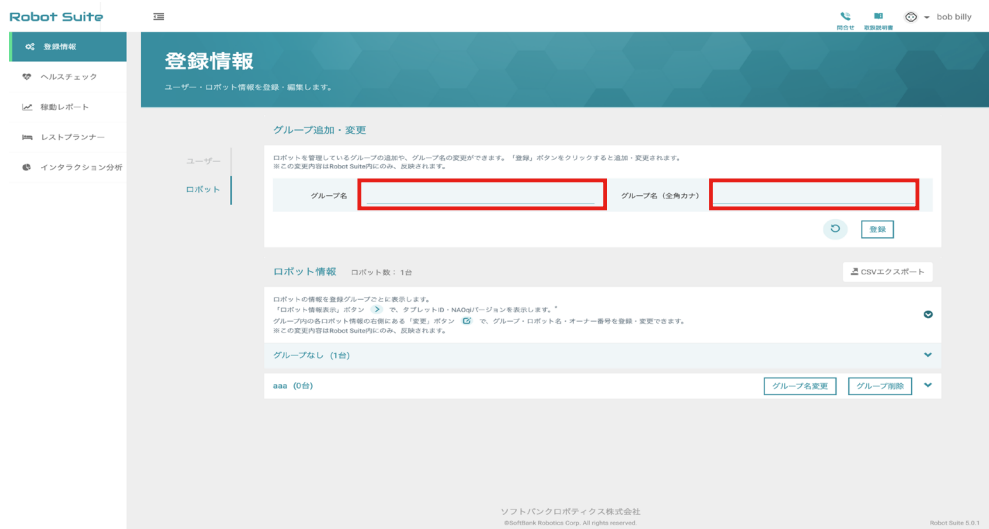 Robot Suite
問合せ
取扱説明書
bob billy
登録情報
ヘルスチェック
稼動レポート
レストプランナー
インタラクション分析
登録情報
ユーザー・ロボット情報を登録・編集します。
ユーザー
ロボット
グループ追加・変更
ロボットを管理しているグループの追加や、グループ名の変更ができます。「登録」ボタンをクリックすると追加・変更されます。
※この変更内容はRobot Suite内にのみ、反映されます。
グループ名
グループ名（全角カナ）
登録
ロボット情報 ロボット数：1台
CSVエクスポート
ロボットの情報を登録グループごとに表示します。
「ロボット情報表示」ボタン で、タブレットID・NAOqiバージョンを表示します。*
グループ内の各ロボット情報の右側にある「変更」ボタン で、グループ・ロボット名・オーナー番号を登録・変更できます。
※この変更内容はRobot Suite内にのみ、反映されます。
グループなし (1台)
aaa (0台)
グループ名変更
グループ削除
ソフトバンクロボティクス株式会社
©SoftBank Robotics Corp. All rights reserved.
Robot Suite 5.0.1